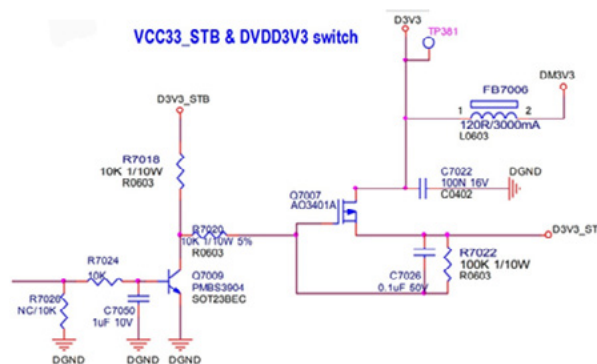 VCC33_STB & DVDD3V3 switch
D3V3
TP381
DM3V3
FB7006
1
2
120R/3000mA
L0603
D3V3_STB
R7018
10K 1/10W
R0603
C7022
DGND
100N 16V
C0402
Q7007
AO3401A
R7020
10K 1/10W 5%
R0603
D3V3_ST
R7022
100K 1/10W
R0603
C7026
0.1uF 50V
R7024
10K
Q7009
PMBS3904
SOT23BEC
R7026
NC/10K
C7050
1uF 10V
DGND
DGND
DGND